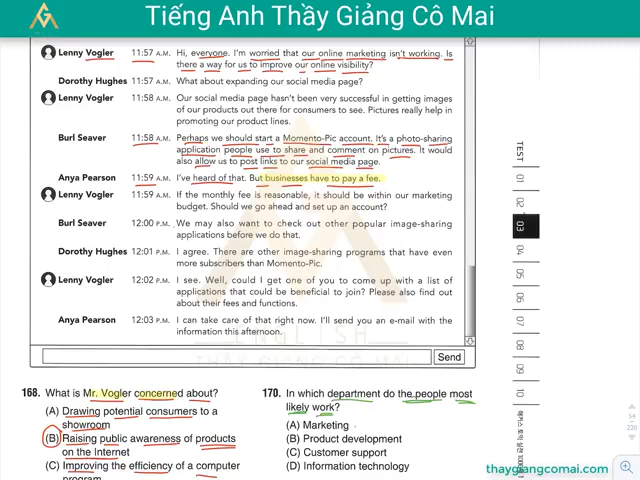 Tiếng Anh Thầy Giảng Cô Mai
Lenny Vogler 11:57 A.M. Hi, everyone. I'm worried that our online marketing isn't working. Is
there a way for us to improve our online visibility?
Dorothy Hughes 11:57 A.M. What about expanding our social media page?
Lenny Vogler 11:58 A.M. Our social media page hasn't been very successful in getting images
of our products out there for consumers to see. Pictures really help in
promoting our product lines.
Burl Seaver 11:58 A.M. Perhaps we should start a Momento-Pic account. It's a photo-sharing
application people use to share and comment on pictures. It would
also allow us to post links to our social media page.
Anya Pearson 11:59 A.M. I've heard of that. But businesses have to pay a fee.
Lenny Vogler 11:59 A.M. If the monthly fee is reasonable, it should be within our marketing
budget. Should we go ahead and set up an account?
Burl Seaver 12:00 P.M. We may also want to check out other popular image-sharing
applications before we do that.
Dorothy Hughes 12:01 P.M. I agree. There are other image-sharing programs that have even
more subscribers than Momento-Pic.
Lenny Vogler 12:02 P.M. I see. Well, could I get one of you to come up with a list of
applications that could be beneficial to join? Please also find out
about their fees and functions.
Anya Pearson 12:03 P.M. I can take care of that right now. I'll send you an e-mail with the
information this afternoon.
ENGLISH
THẦY GIẢNG CÔ MAI
Send
168. What is Mr. Vogler concerned about?
(A) Drawing potential consumers to a
showroom
(B) Raising public awareness of products
on the Internet
(C) Improving the efficiency of a computer
program
170. In which department do the people most
likely work?
(A) Marketing
(B) Product development
(C) Customer support
(D) Information technology
TEST
01
02
03
04
05
06
07
08
09
10
54
226
thaygiangcomai.com